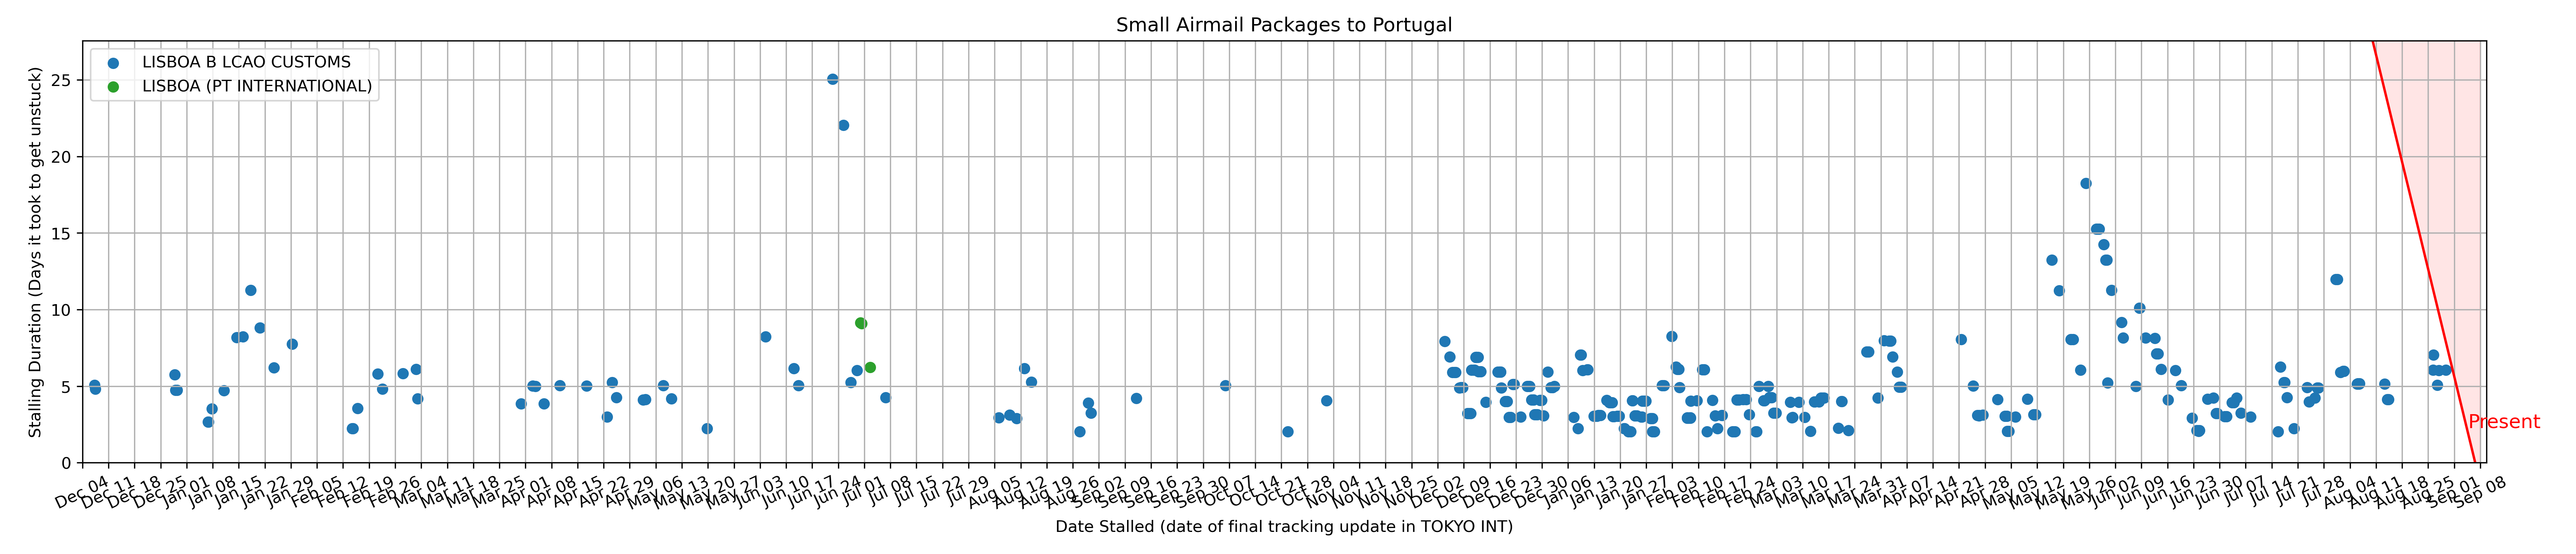 Small Airmail Packages to Portugal
LISBOA B LCAO CUSTOMS
LISBOA (PT INTERNATIONAL)
Stalling Duration (Days it took to get unstuck)
25
20
15
10
5
0
Present
Dec 04 Dec 11 Dec 18 Dec 25 Jan 01 Jan 08 Jan 15 Jan 22 Jan 29 Feb 05 Feb 12 Feb 19 Feb 26 Mar 04 Mar 11 Mar 18 Mar 25 Apr 01 Apr 08 Apr 15 Apr 22 Apr 29 May 06 May 13 May 20 May 27 Jun 03 Jun 10 Jun 17 Jun 24 Jul 01 Jul 08 Jul 15 Jul 22 Jul 29 Aug 05 Aug 12 Aug 19 Aug 26 Sep 02 Sep 09 Sep 16 Sep 23 Sep 30 Oct 07 Oct 14 Oct 21 Oct 28 Nov 04 Nov 11 Nov 18 Nov 25 Dec 02 Dec 09 Dec 16 Dec 23 Dec 30 Jan 06 Jan 13 Jan 20 Jan 27 Feb 03 Feb 10 Feb 17 Feb 24 Mar 03 Mar 10 Mar 17 Mar 24 Mar 31 Apr 07 Apr 14 Apr 21 Apr 28 May 05 May 12 May 19 May 26 Jun 02 Jun 09 Jun 16 Jun 23 Jun 30 Jul 07 Jul 14 Jul 21 Jul 28 Aug 04 Aug 11 Aug 18 Aug 25 Sep 01 Sep 08
Date Stalled (date of final tracking update in TOKYO INT)